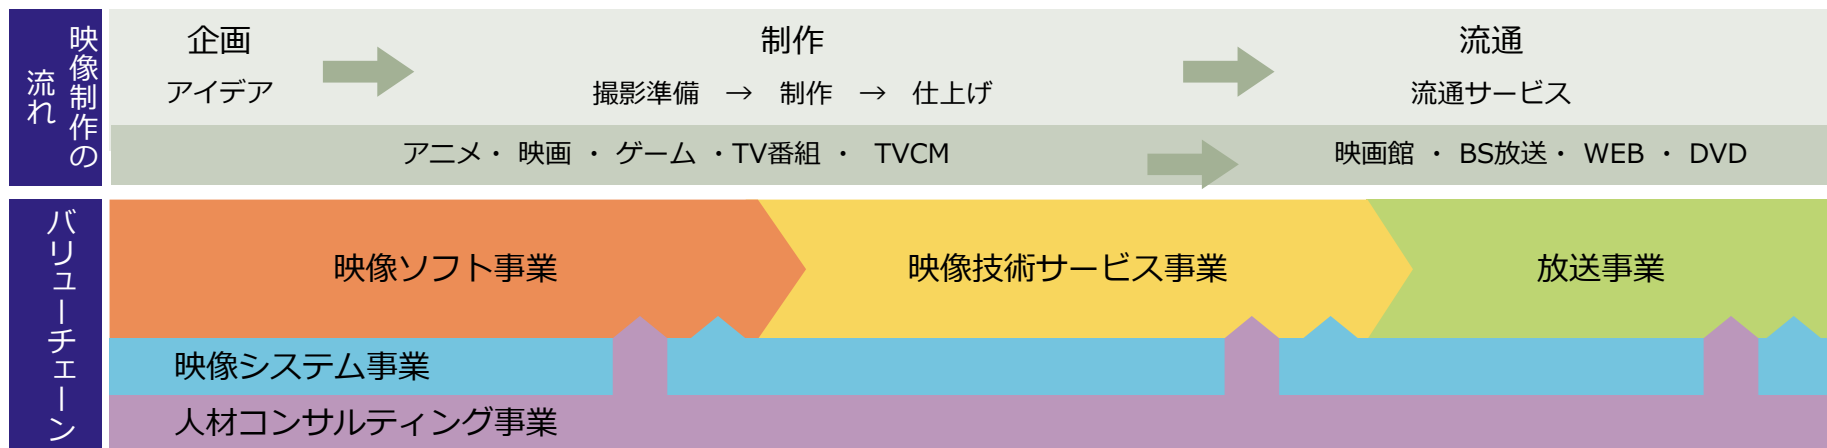 映像制作の
流れ
企画
制作
流通
アイデア
撮影準備 → 制作 → 仕上げ
流通サービス
アニメ・ 映画 ・ ゲーム ・TV番組 ・ TVCM
映画館 ・ BS放送・ WEB ・ DVD
バリューチェーン
映像ソフト事業
映像技術サービス事業
放送事業
映像システム事業
人材コンサルティング事業